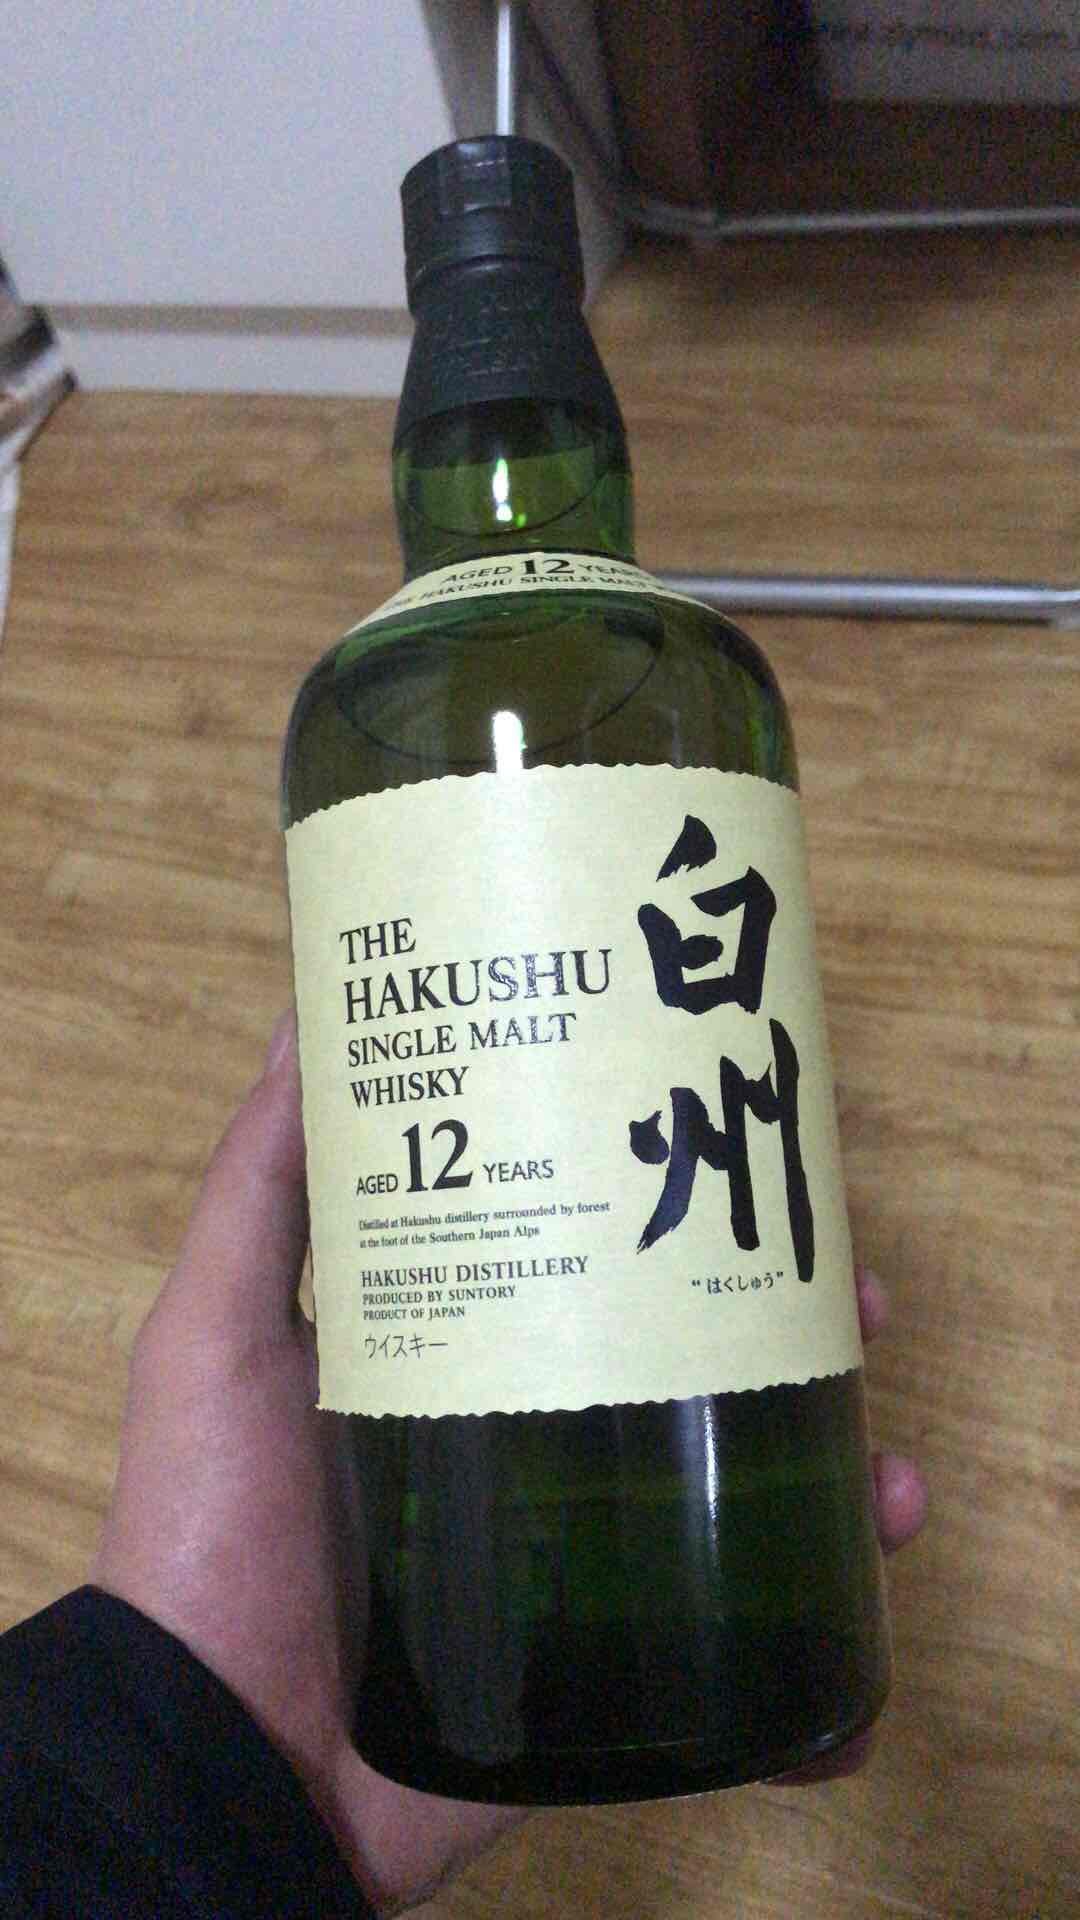 AGED 12 YEARS
THE HAKUSHU SINGLE MALT
白州
THE
HAKUSHU
SINGLE MALT
WHISKY
AGED 12 YEARS
Distilled at Hakushu distillery surrounded by forest
at the foot of the Southern Japan Alps
HAKUSHU DISTILLERY
PRODUCED BY SUNTORY
PRODUCT OF JAPAN
ウイスキー
“はくしゅう”